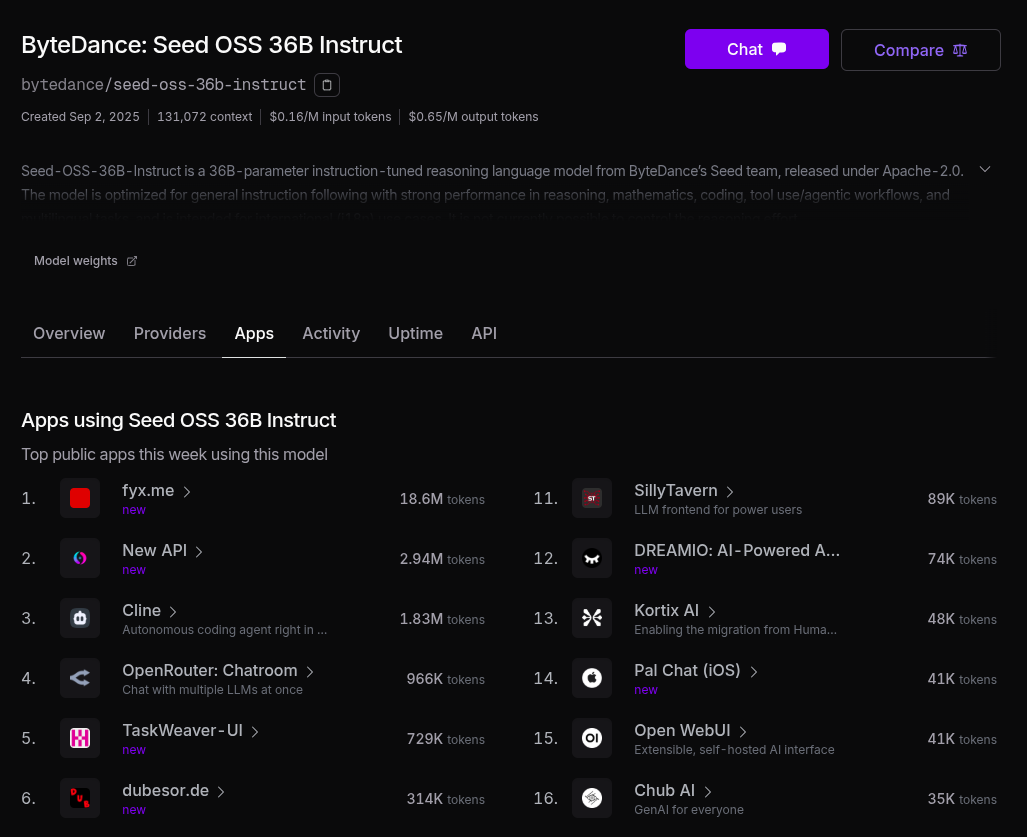 ByteDance: Seed OSS 36B Instruct
Chat
Compare
bytedance/seed-oss-36b-instruct
Created Sep 2, 2025
131,072 context
$0.16/M input tokens
$0.65/M output tokens
Seed-OSS-36B-Instruct is a 36B-parameter instruction-tuned reasoning language model from ByteDance’s Seed team, released under Apache-2.0.
The model is optimized for general instruction following with strong performance in reasoning, mathematics, coding, tool use/agentic workflows, and
Model weights
Overview Providers Apps Activity Uptime API
Apps using Seed OSS 36B Instruct
Top public apps this week using this model
1. fyx.me 18.6M tokens
new
2. New API 2.94M tokens
new
3. Cline 1.83M tokens
Autonomous coding agent right in ...
4. OpenRouter: Chatroom 966K tokens
Chat with multiple LLMs at once
5. TaskWeaver-UI 729K tokens
new
6. dubesor.de 314K tokens
new
11. ST SillyTavern 89K tokens
LLM frontend for power users
12. DREAMIO: AI-Powered A... 74K tokens
new
13. Kortix AI 48K tokens
Enabling the migration from Huma...
14. Pal Chat (iOS) 41K tokens
new
15. OI Open WebUI 41K tokens
Extensible, self-hosted AI interface
16. Chub AI 35K tokens
GenAI for everyone